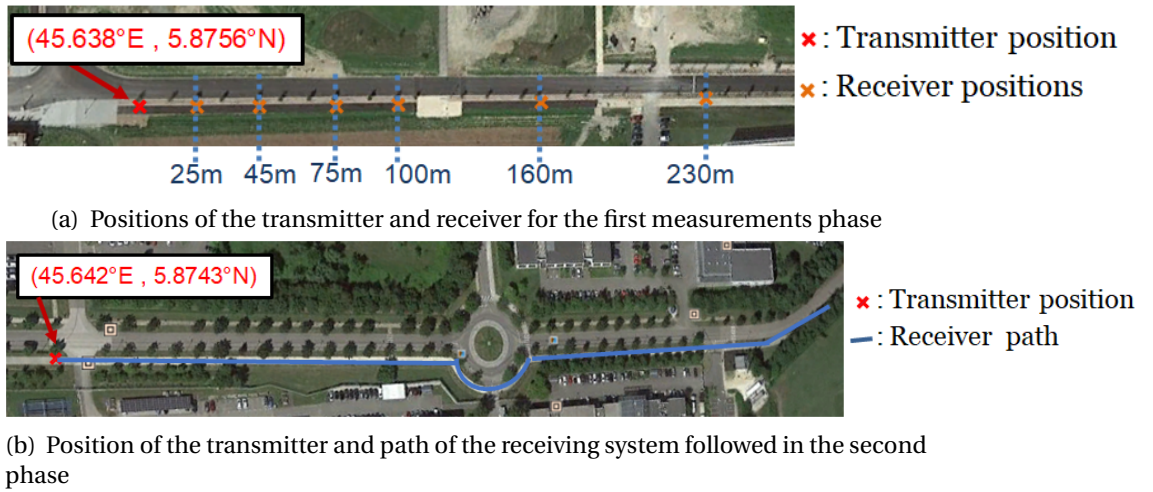 (45.638°E , 5.8756°N)
×: Transmitter position
×: Receiver positions
25m 45m 75m 100m 160m 230m
(a) Positions of the transmitter and receiver for the first measurements phase
(45.642°E , 5.8743°N)
×: Transmitter position
—: Receiver path
(b) Position of the transmitter and path of the receiving system followed in the second
phase